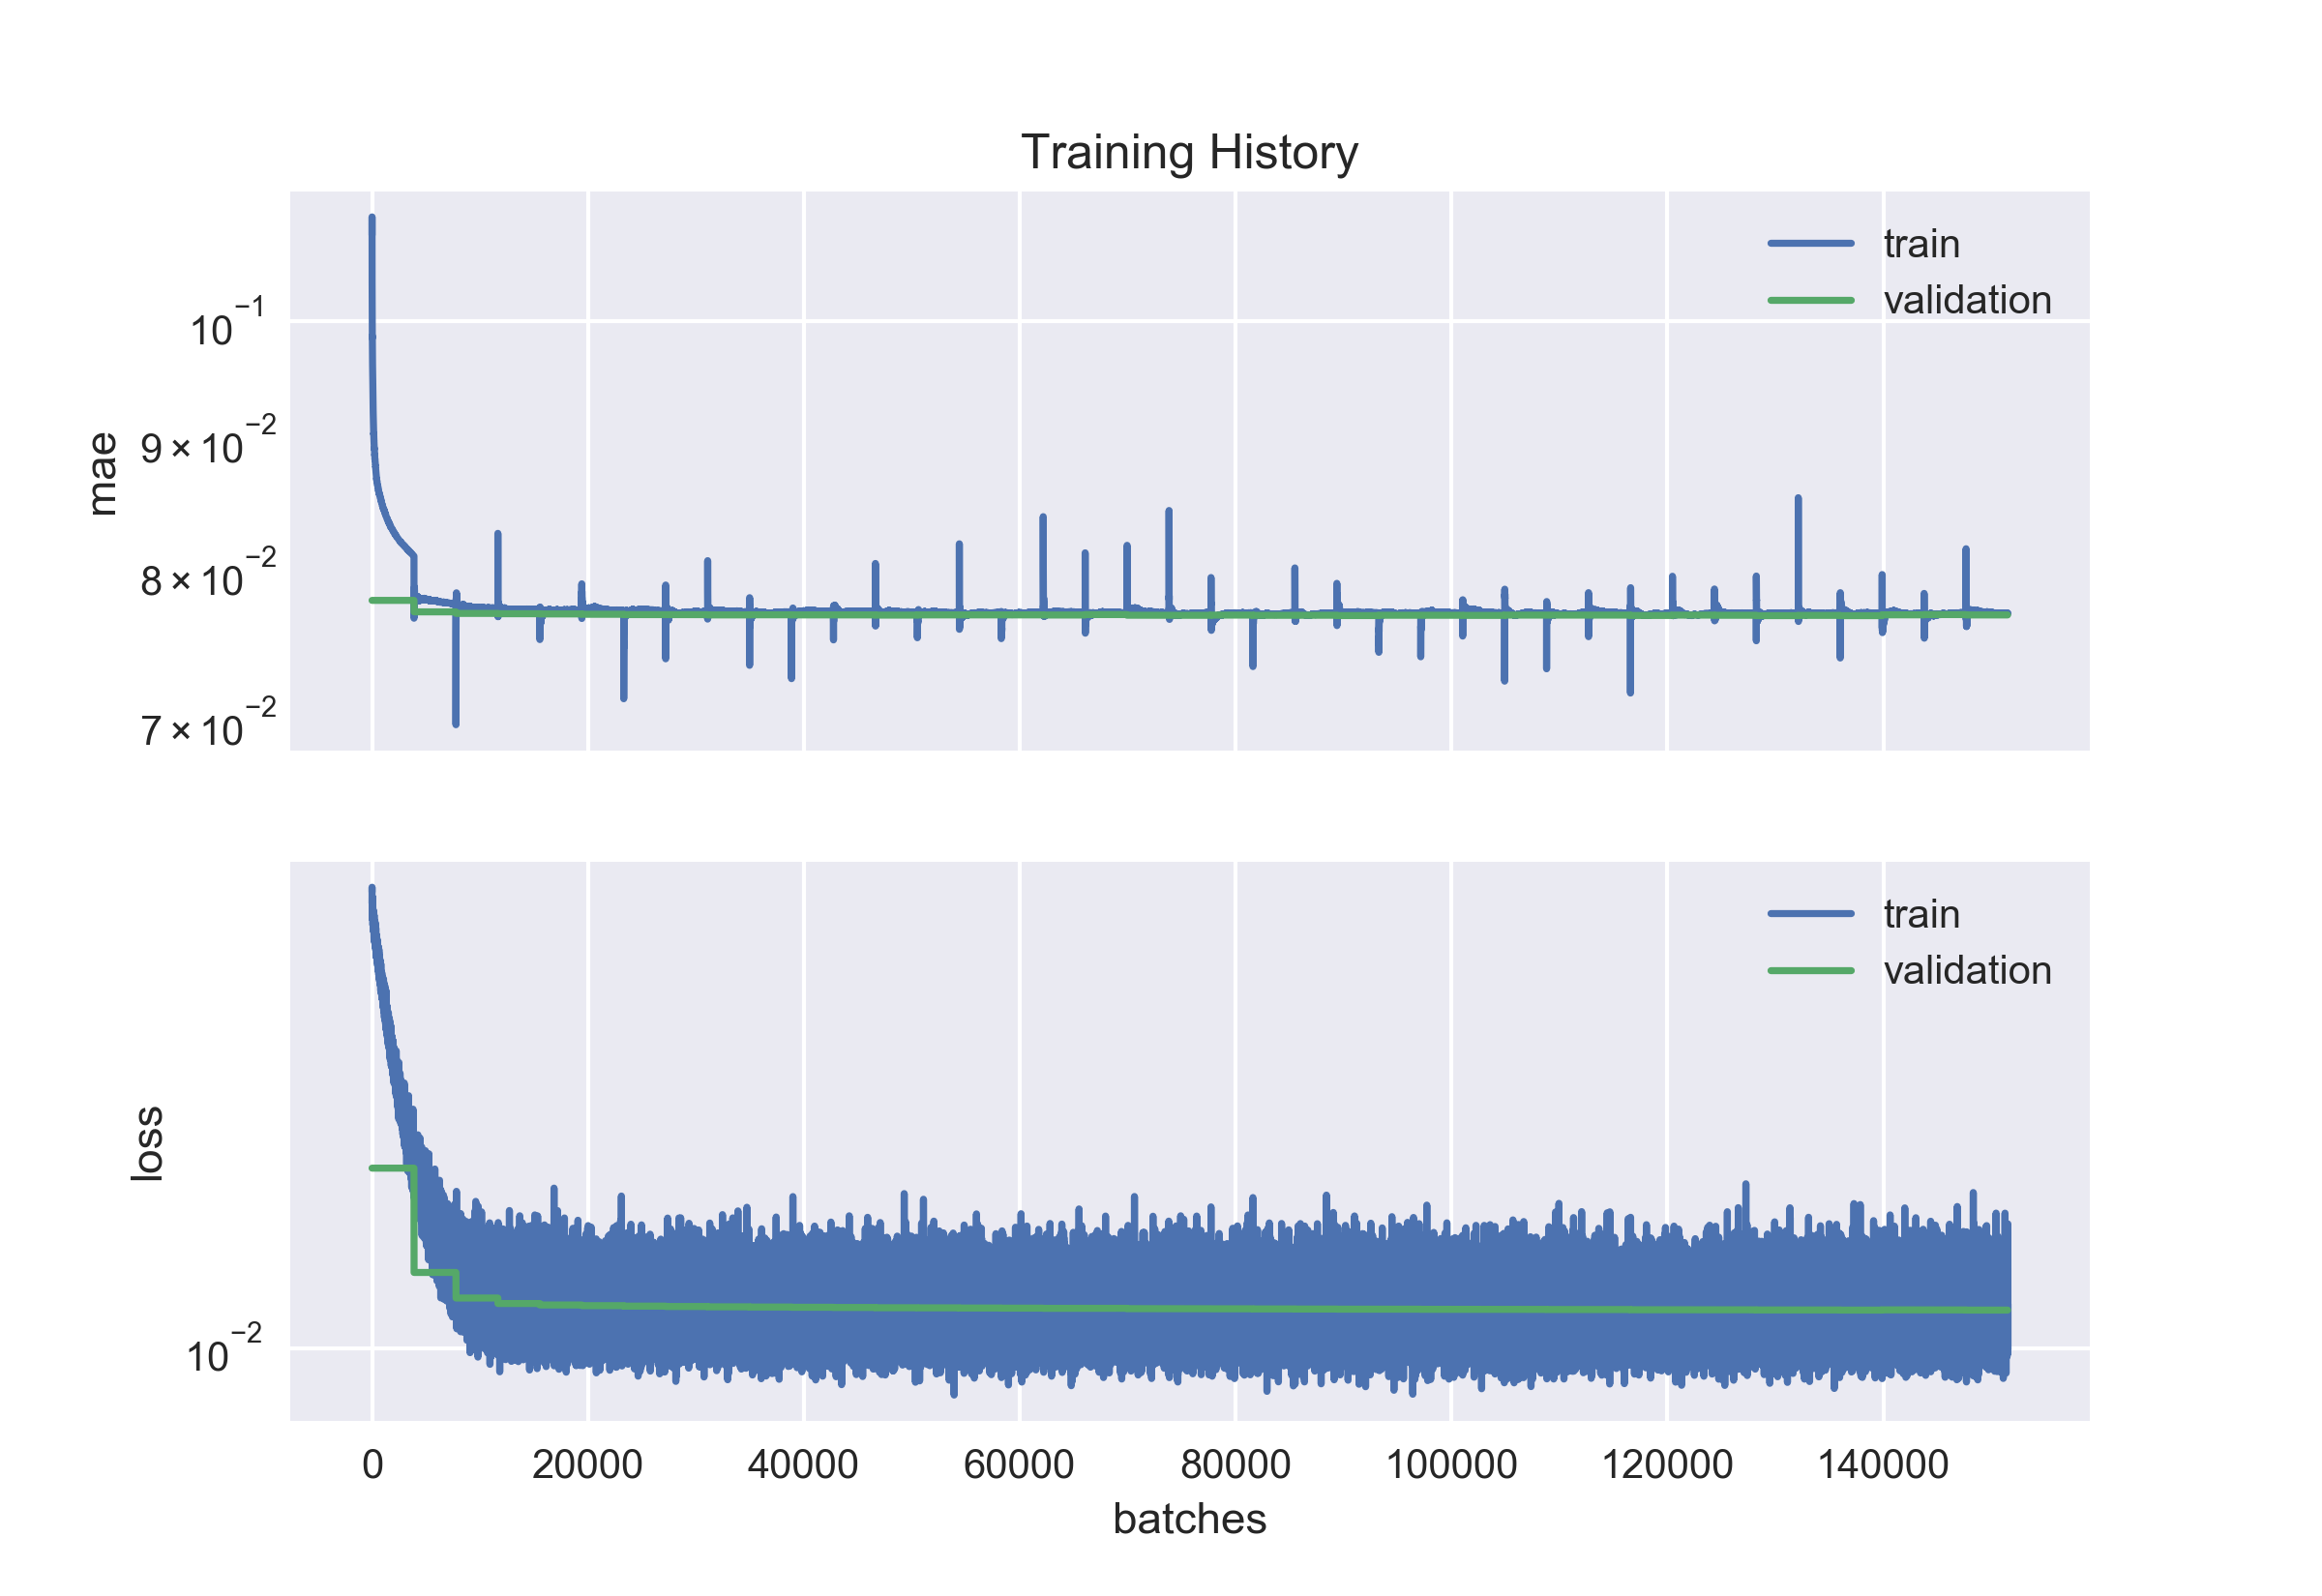 Training History
train
validation
10⁻¹
9 × 10⁻²
8 × 10⁻²
7 × 10⁻²
mae
train
validation
10⁻²
loss
0 20000 40000 60000 80000 100000 120000 140000
batches